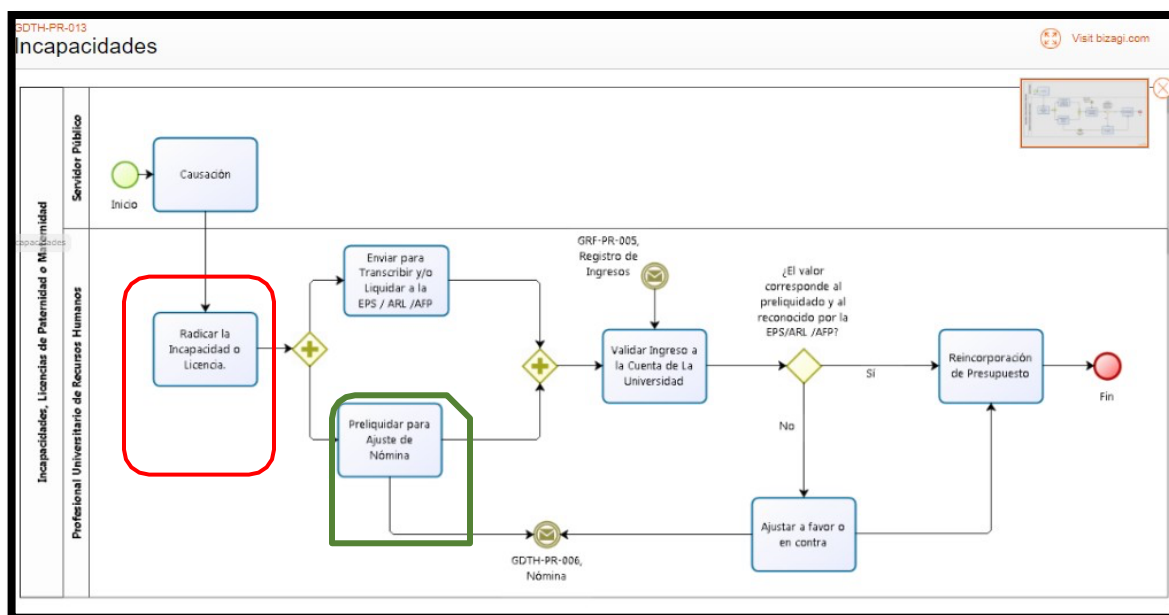 GDTH-PR-013
Incapacidades
Visit bizagi.com
Incapacidades, Licencias de Paternidad o Maternidad
Servidor Público
Inicio
Causación
Profesional Universitario de Recursos Humanos
capacidades
Radicar la
Incapacidad o
Licencia.
Enviar para
Transcribir y/o
Liquidar a la
EPS / ARL /AFP
Preliquidar para
Ajuste de
Nómina
GRF-PR-005,
Registro de
Ingresos
Validar Ingreso a
la Cuenta de La
Universidad
¿El valor
corresponde al
preliquidado y al
reconocido por la
EPS/ARL /AFP?
Sí
No
Reincorporación
de Presupuesto
Fin
Ajustar a favor o
en contra
GDTH-PR-006,
Nómina